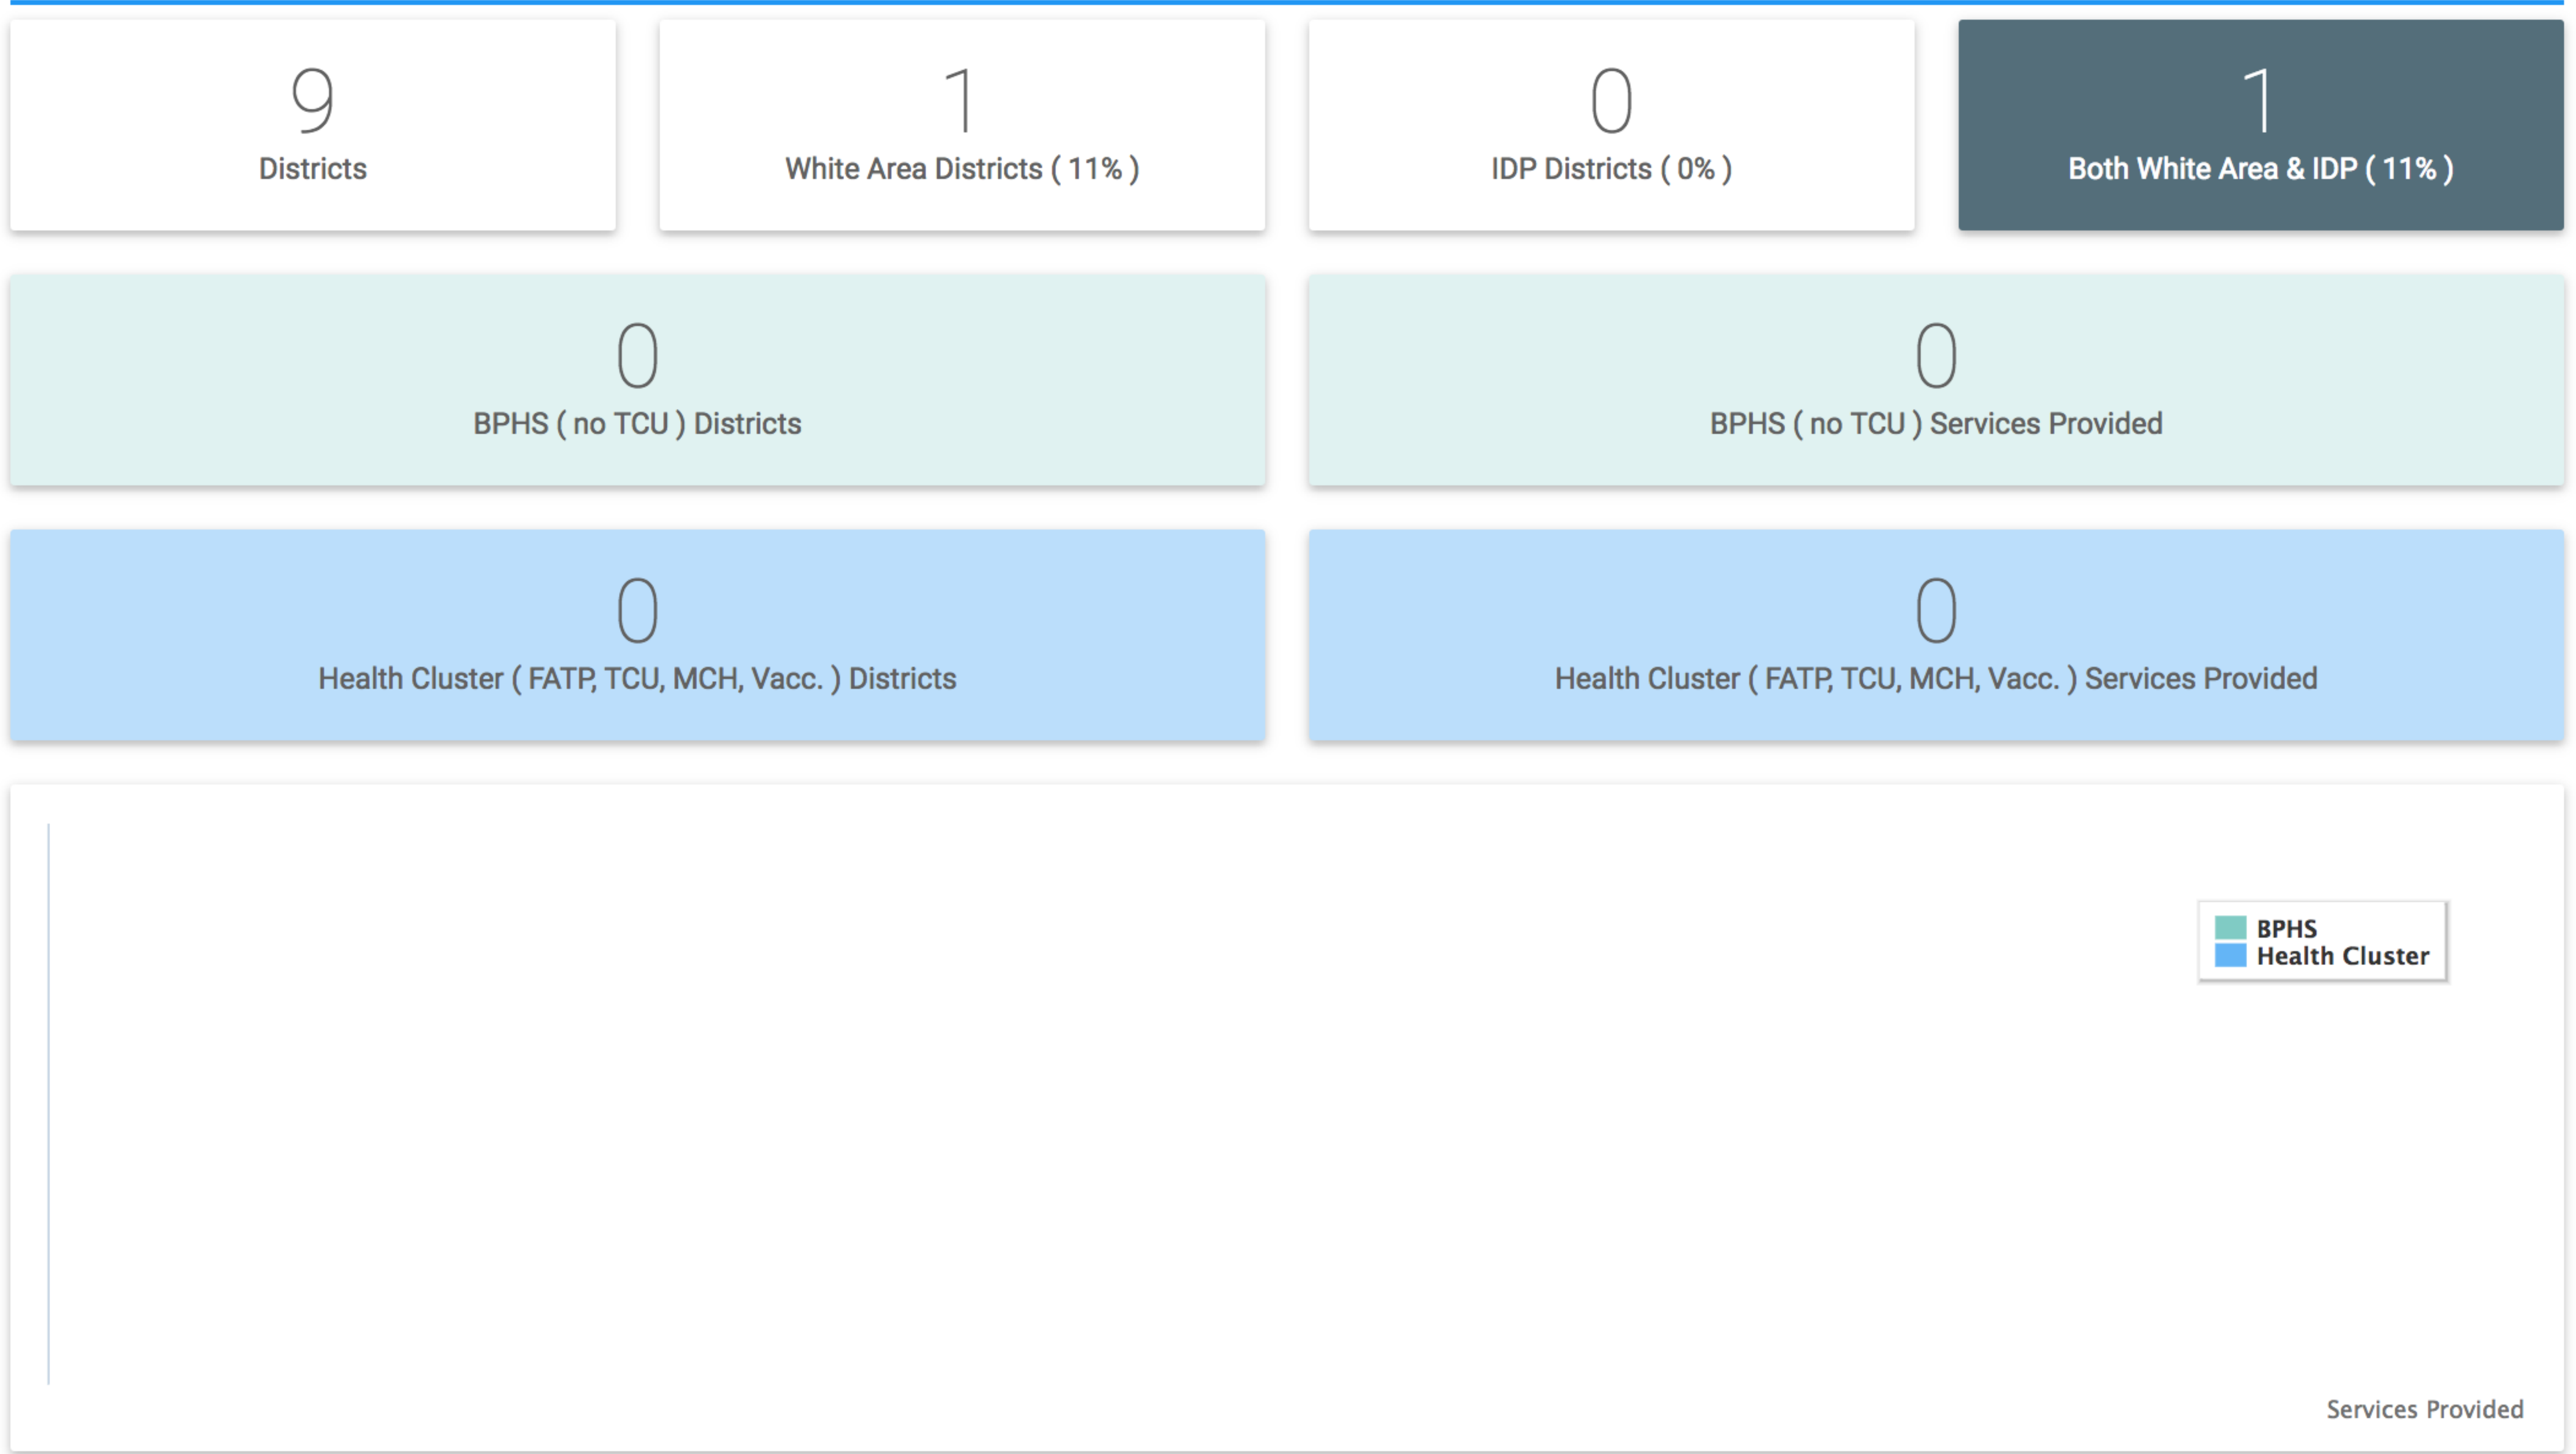 9
Districts
1
White Area Districts ( 11% )
0
IDP Districts ( 0% )
1
Both White Area & IDP ( 11% )
0
BPHS ( no TCU ) Districts
0
BPHS ( no TCU ) Services Provided
0
Health Cluster ( FATP, TCU, MCH, Vacc. ) Districts
0
Health Cluster ( FATP, TCU, MCH, Vacc. ) Services Provided
BPHS
Health Cluster
Services Provided